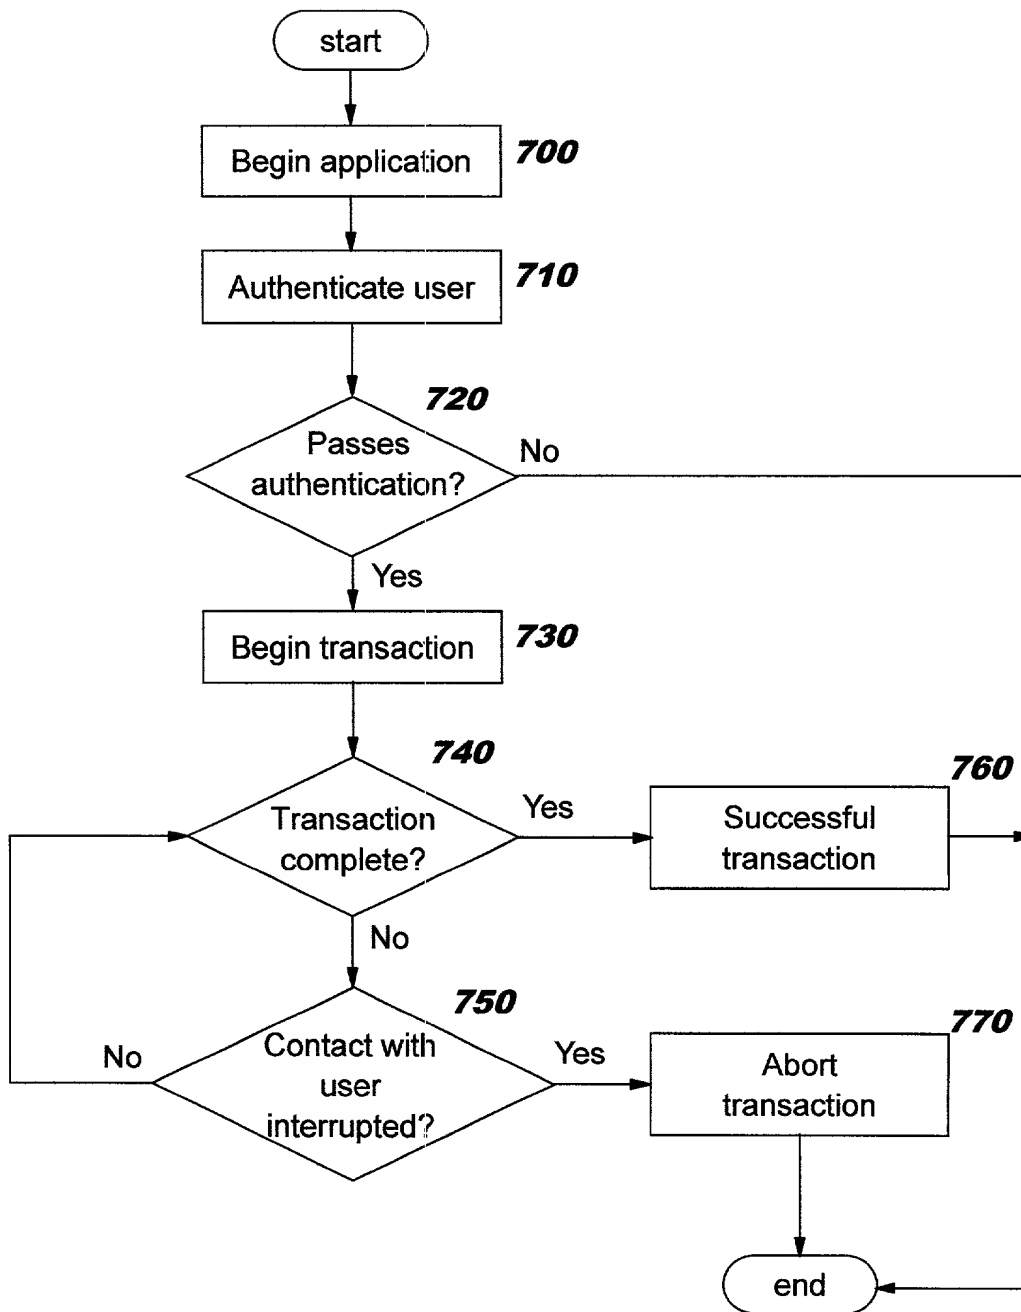 start
Begin application
700
Authenticate user
710
720
Passes
authentication?
No
Yes
Begin transaction
730
740
Transaction
complete?
Yes
760
Successful
transaction
No
750
Contact with
user
interrupted?
No
Yes
770
Abort
transaction
end